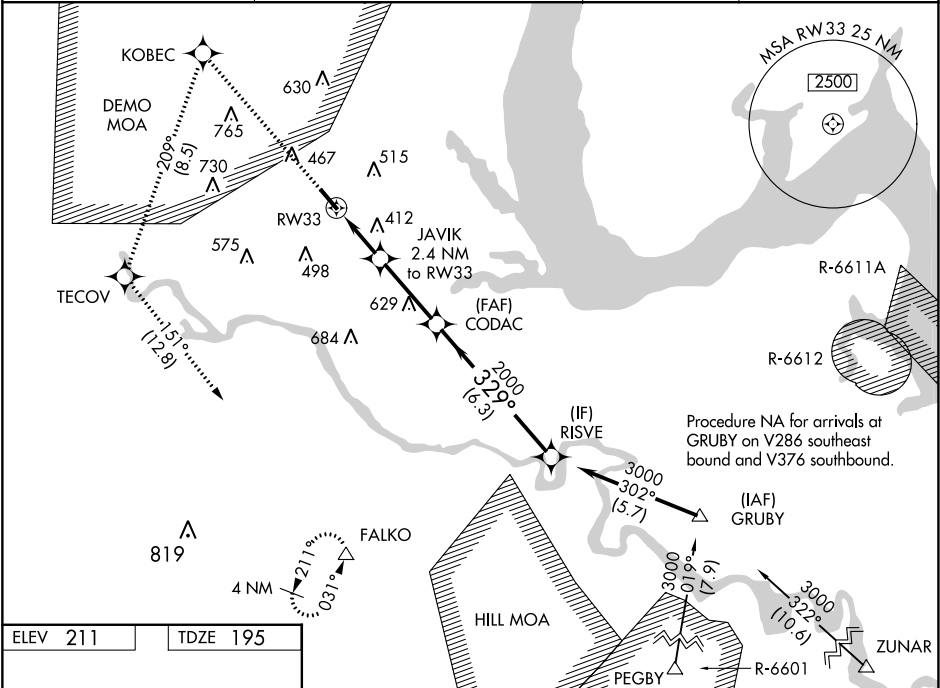 KOBEC
DEMO
MOA
630
765
730
467
515
209°
(8.5)
RW33
412
575
498
JAVIK
2.4 NM
to RW33
TECOV
151°
(12.8)
629
(FAF)
CODAC
684
2000
329°
(6.3)
(IF)
RISVE
MSA RW33 25 NM
2500
R-6611A
R-6612
Procedure NA for arrivals at
GRUBY on V286 southeast
bound and V376 southbound.
3000
302°
(5.7)
(IAF)
GRUBY
819
FALKO
4 NM
211°
031°
HILL MOA
3000
019°
(7.9)
3000
322°
(10.6)
ZUNAR
PEGBY
R-6601
ELEV 211
TDZE 195